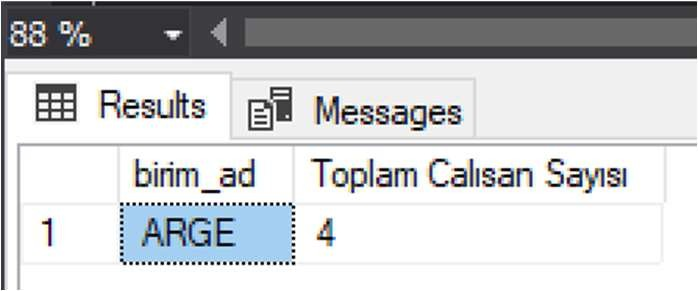 88 %
Results Messages
birim_ad Toplam Calısan Sayısı
1 ARGE 4